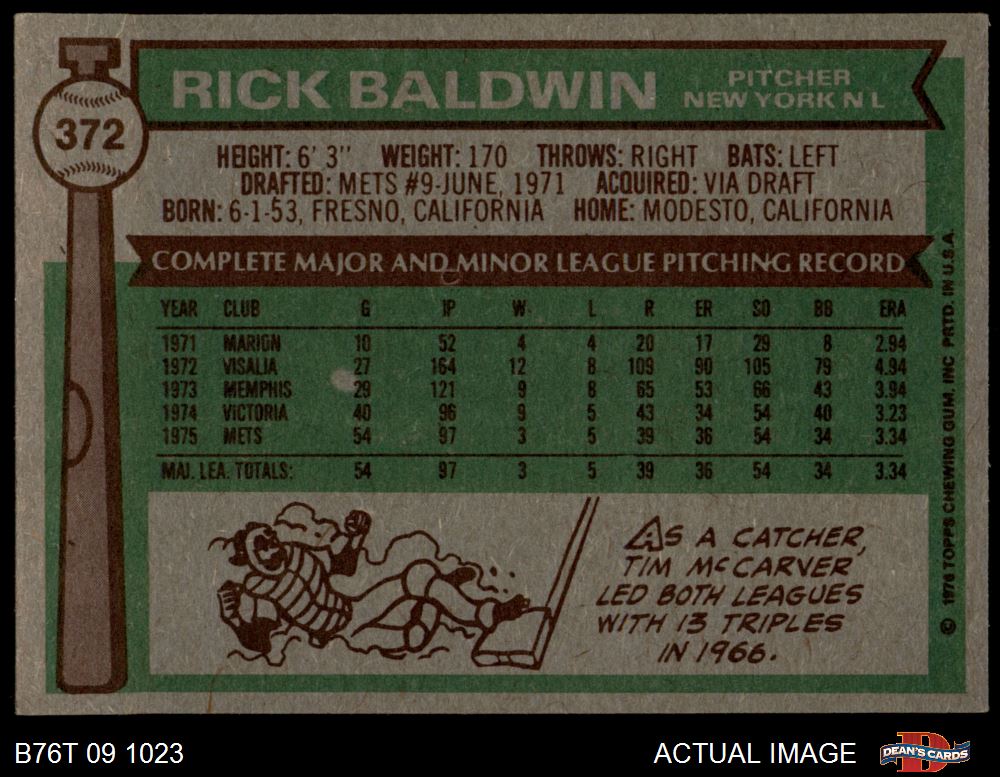 372
RICK BALDWIN
PITCHER
NEW YORK N L
HEIGHT: 6' 3" WEIGHT: 170 THROWS: RIGHT BATS: LEFT
DRAFTED: METS #9-JUNE, 1971 ACQUIRED: VIA DRAFT
BORN: 6-1-53, FRESNO, CALIFORNIA HOME: MODESTO, CALIFORNIA
COMPLETE MAJOR AND MINOR LEAGUE PITCHING RECORD
YEAR CLUB G IP W L R ER SO BB ERA
1971 MARION 10 52 4 4 20 17 29 8 2.94
1972 VISALIA 27 164 12 8 109 90 105 79 4.94
1973 MEMPHIS 29 121 9 8 65 53 66 43 3.94
1974 VICTORIA 40 96 9 5 43 34 54 40 3.23
1975 METS 54 97 3 5 39 36 54 34 3.34
MAJ. LEA. TOTALS: 54 97 3 5 39 36 54 34 3.34
AS A CATCHER,
TIM McCARVER
LED BOTH LEAGUES
WITH 13 TRIPLES
IN 1966.
© 1976 TOPPS CHEWING GUM, INC PRTD. IN U.S.A.
B76T 09 1023
ACTUAL IMAGE
DEAN'S CARDS